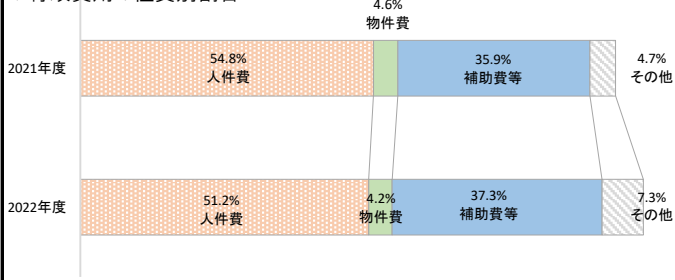 4.6%
物件費
2021年度
54.8%
人件費
35.9%
補助費等
4.7%
その他
2022年度
51.2%
人件費
4.2%
物件費
37.3%
補助費等
7.3%
その他